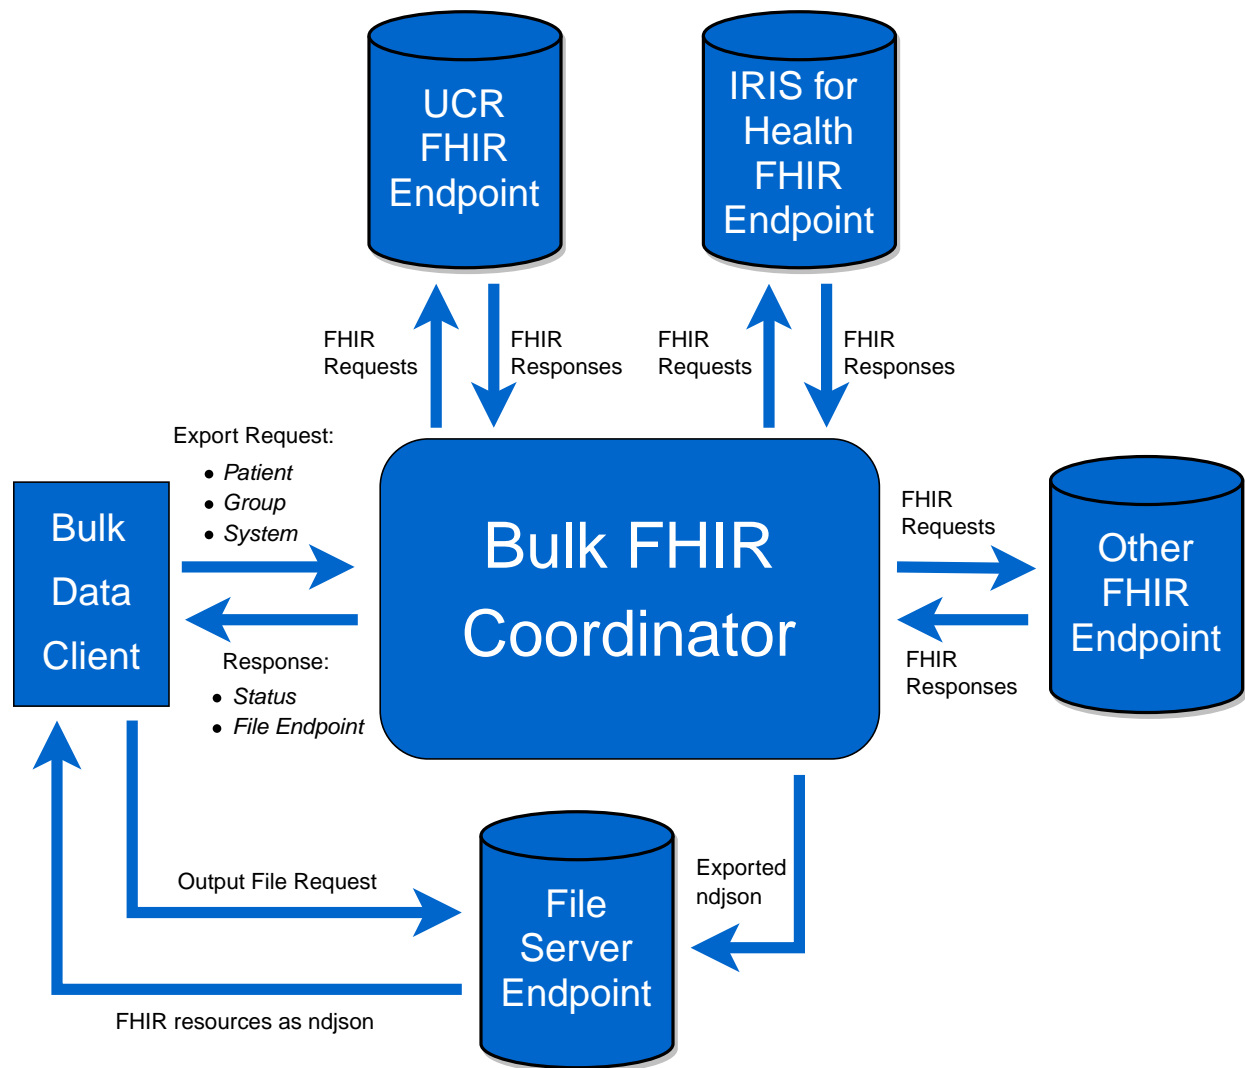 UCR
FHIR
Endpoint
IRIS for
Health
FHIR
Endpoint
FHIR
Requests
FHIR
Responses
FHIR
Requests
FHIR
Responses
Export Request:
• Patient
• Group
• System
Bulk
Data
Client
Bulk FHIR
Coordinator
FHIR
Requests
Other
FHIR
Endpoint
FHIR
Responses
Response:
• Status
• File Endpoint
Output File Request
File
Server
Endpoint
Exported
ndjson
FHIR resources as ndjson